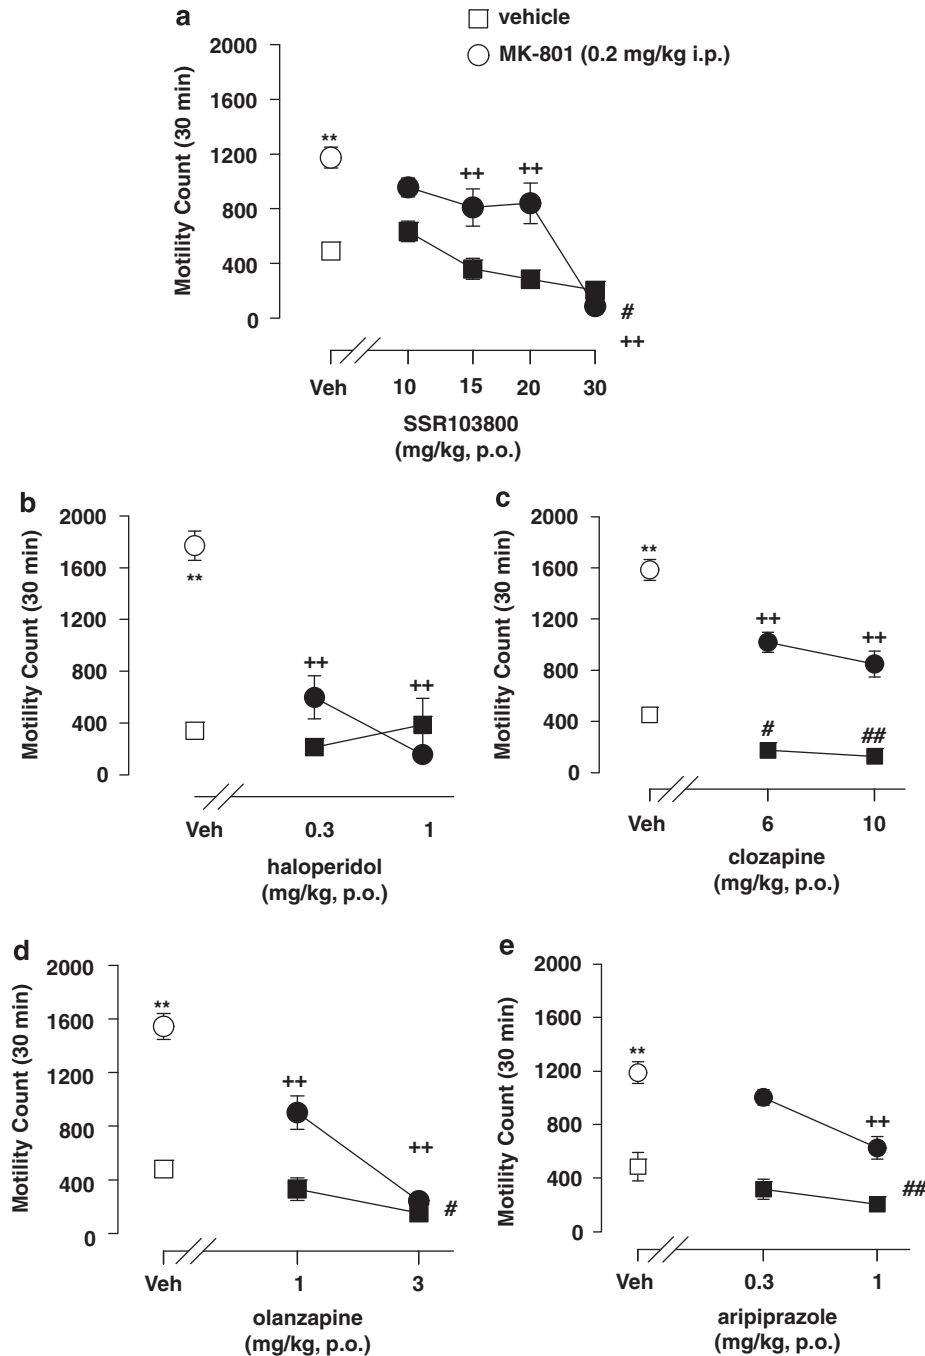 a
vehicle
MK-801 (0.2 mg/kg i.p.)
Motility Count (30 min)
2000
1600
1200
800
400
0
**
++
++
#
++
Veh
10
15
20
30
SSR103800
(mg/kg, p.o.)
b
Motility Count (30 min)
2000
1600
1200
800
400
0
**
++
++
Veh
0.3
1
haloperidol
(mg/kg, p.o.)
c
Motility Count (30 min)
2000
1600
1200
800
400
0
**
++
++
#
##
Veh
6
10
clozapine
(mg/kg, p.o.)
d
Motility Count (30 min)
2000
1600
1200
800
400
0
**
++
++
#
Veh
1
3
olanzapine
(mg/kg, p.o.)
e
Motility Count (30 min)
2000
1600
1200
800
400
0
**
++
##
Veh
0.3
1
aripiprazole
(mg/kg, p.o.)